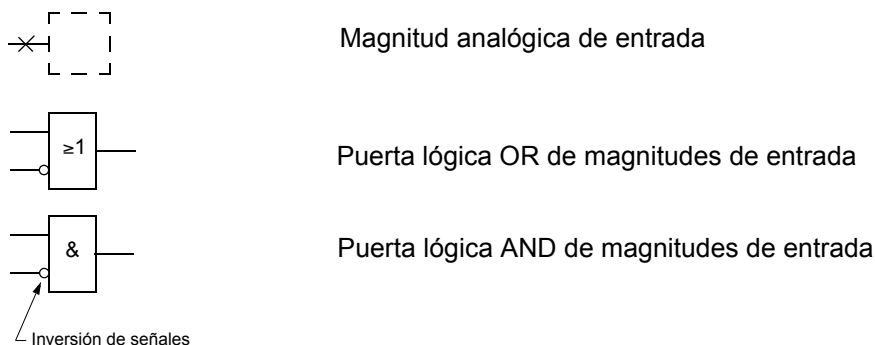 Magnitud analógica de entrada
≥1
Puerta lógica OR de magnitudes de entrada
&
Puerta lógica AND de magnitudes de entrada
Inversión de señales